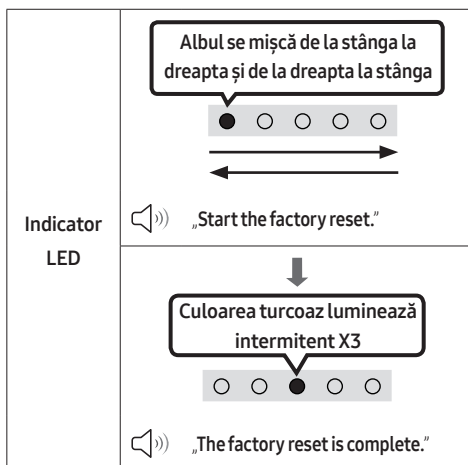 Indicator
LED
Albul se mișcă de la stânga la
dreapta și de la dreapta la stânga
„Start the factory reset.”
Culoarea turcoaz luminează
intermitent X3
„The factory reset is complete.”